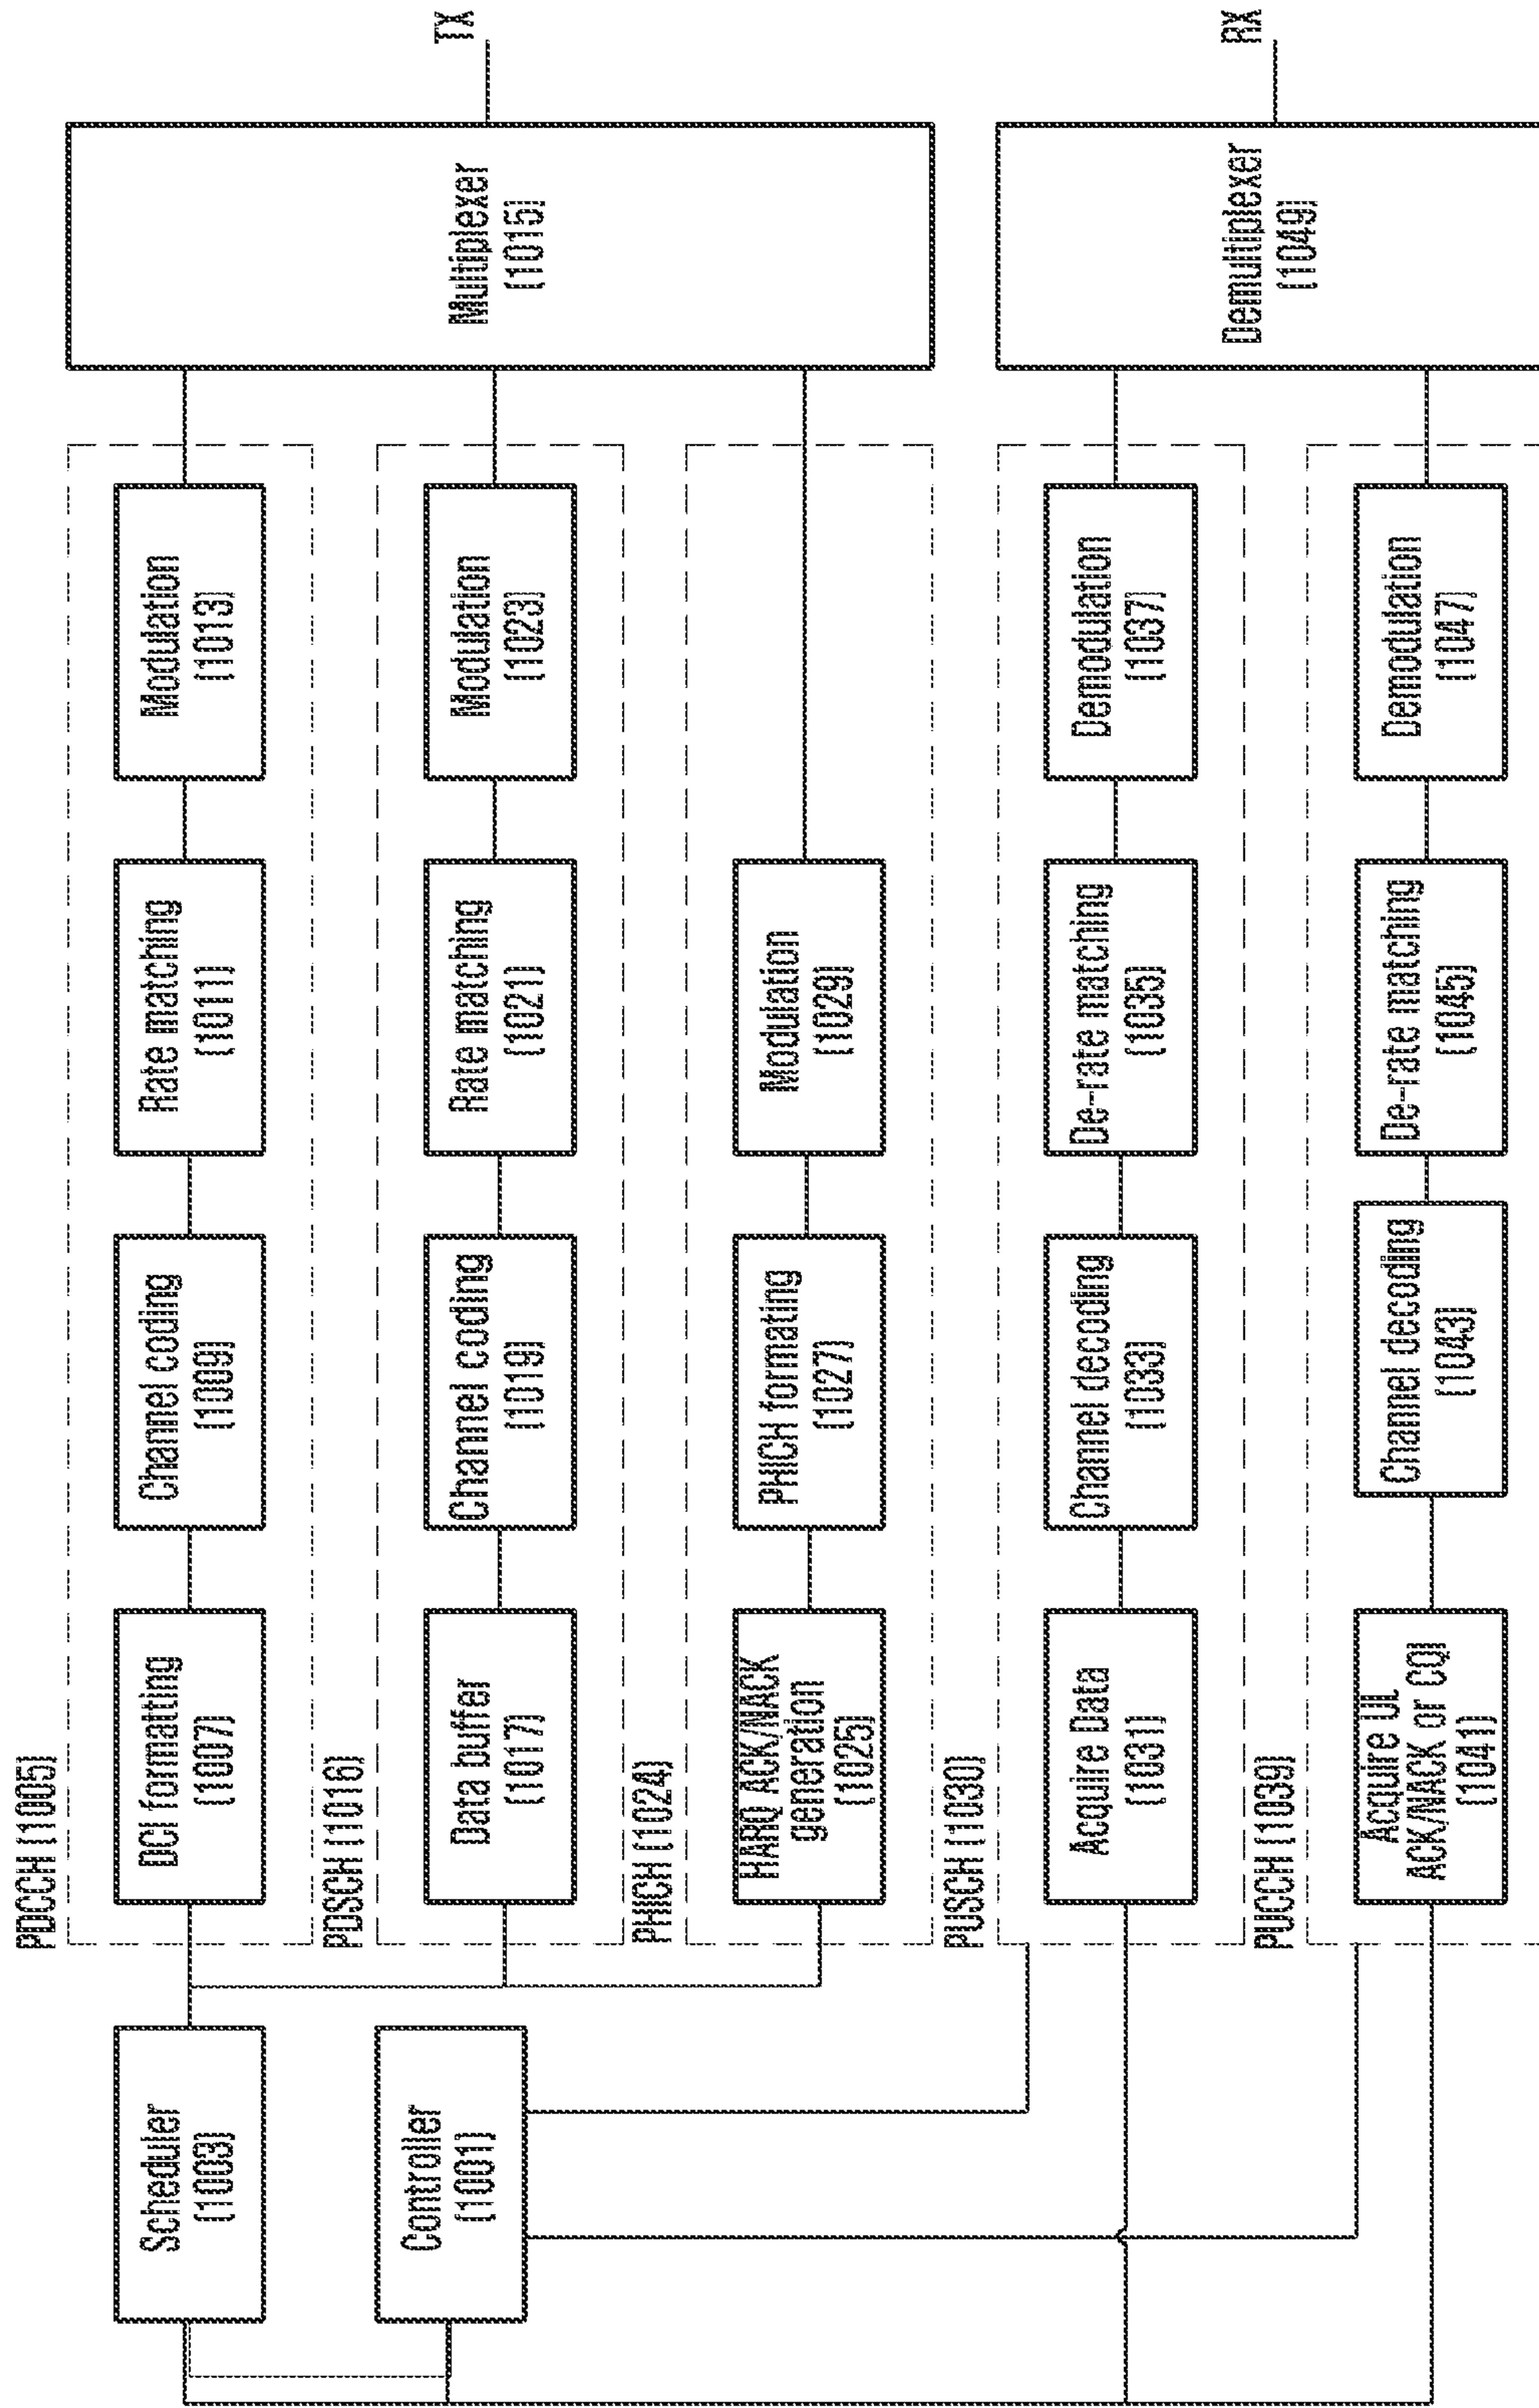 Scheduler
(1003)
Controller
(1001)
PDCCH (1005)
DCI formatting
(1007)
Channel coding
(1009)
Rate matching
(1011)
Modulation
(1013)
PDSCH (1016)
Data buffer
(1017)
Channel coding
(1019)
Rate matching
(1021)
Modulation
(1023)
PHICH (1024)
HARQ ACK/NACK
generation
(1025)
PHICH formating
(1027)
Modulation
(1029)
Multiplexer
(1015)
TX
PUSCH (1030)
Acquire Data
(1031)
Channel decoding
(1033)
De-rate matching
(1035)
Demodulation
(1037)
PUCCH (1039)
Acquire UL
ACK/NACK or CQI
(1041)
Channel decoding
(1043)
De-rate matching
(1045)
Demodulation
(1047)
Demultiplexer
(1049)
RX